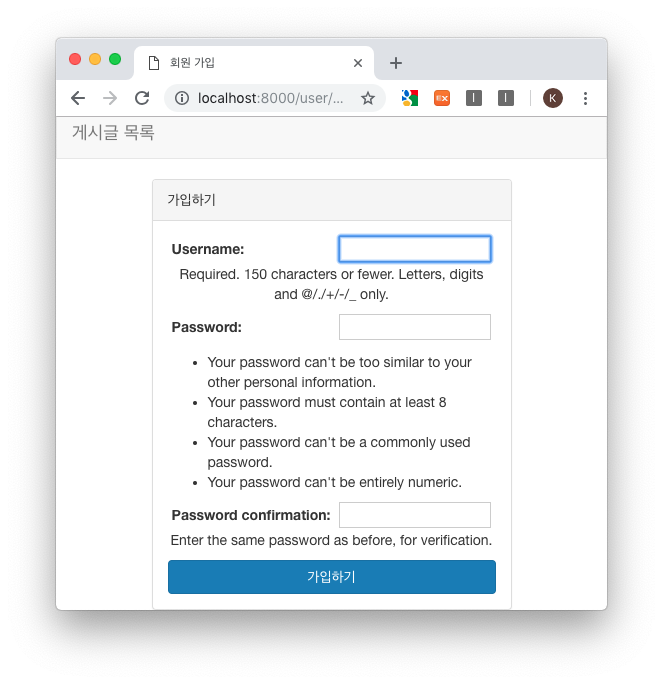 회원 가입
localhost:8000/user/...
EX
K
게시글 목록
가입하기
Username:
Required. 150 characters or fewer. Letters, digits
and @/./+/-/_ only.
Password:
Your password can't be too similar to your
other personal information.
Your password must contain at least 8
characters.
Your password can't be a commonly used
password.
Your password can't be entirely numeric.
Password confirmation:
Enter the same password as before, for verification.
가입하기